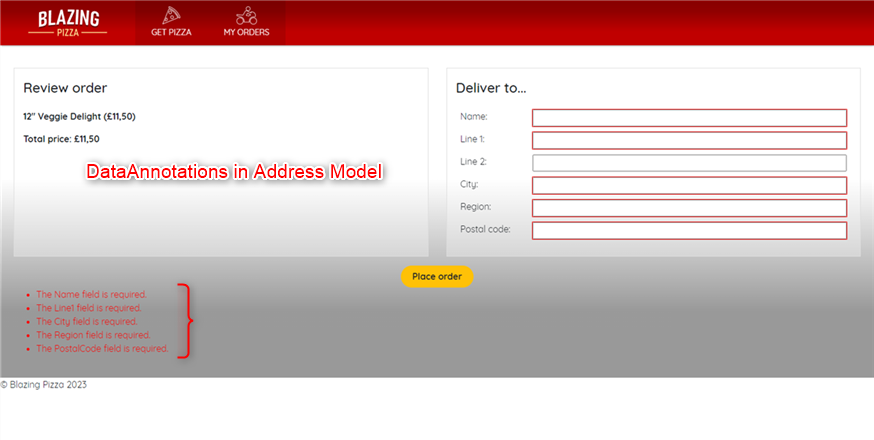 BLAZING
PIZZA
GET PIZZA
MY ORDERS
Review order
12" Veggie Delight (£11,50)
Total price: £11,50
DataAnnotations in Address Model
Deliver to...
Name:
Line 1:
Line 2:
City:
Region:
Postal code:
Place order
• The Name field is required.
• The Line1 field is required.
• The City field is required.
• The Region field is required.
• The PostalCode field is required.
© Blazing Pizza 2023